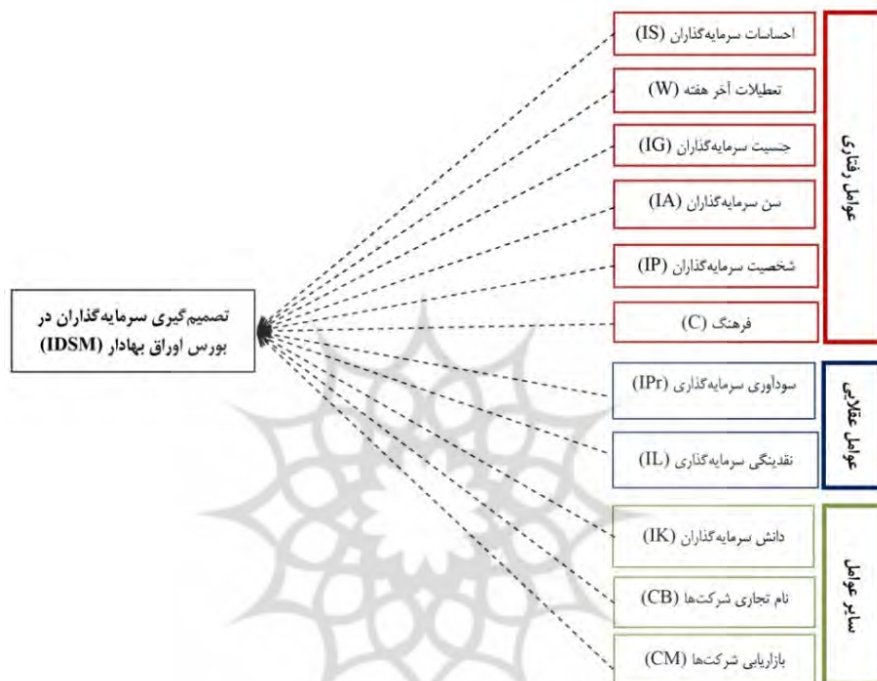 عوامل رفتاری
احساسات سرمایه‌گذاران (IS)
تعطیلات آخر هفته (W)
جنسیت سرمایه‌گذاران (IG)
سن سرمایه‌گذاران (IA)
شخصیت سرمایه‌گذاران (IP)
فرهنگ (C)
عوامل عقلایی
سودآوری سرمایه‌گذاری (IPr)
نقدینگی سرمایه‌گذاری (IL)
سایر عوامل
دانش سرمایه‌گذاران (IK)
نام تجاری شرکت‌ها (CB)
بازاریابی شرکت‌ها (CM)
تصمیم‌گیری سرمایه‌گذاران در
بورس اوراق بهادار (IDSM)